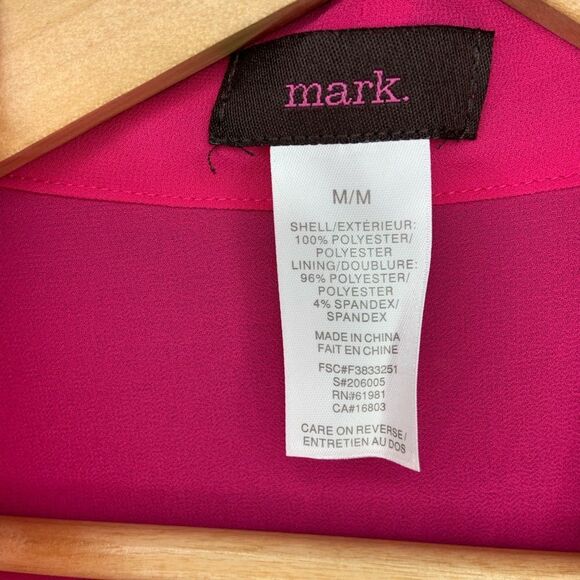 mark.
M/M
SHELL/EXTÉRIEUR:
100% POLYESTER/
POLYESTER
LINING/DOUBLURE:
96% POLYESTER/
POLYESTER
4% SPANDEX/
SPANDEX
MADE IN CHINA
FAIT EN CHINE
FSC#F3833251
S#206005
RN#61981
CA#16803
CARE ON REVERSE/
ENTRETIEN AU DOS